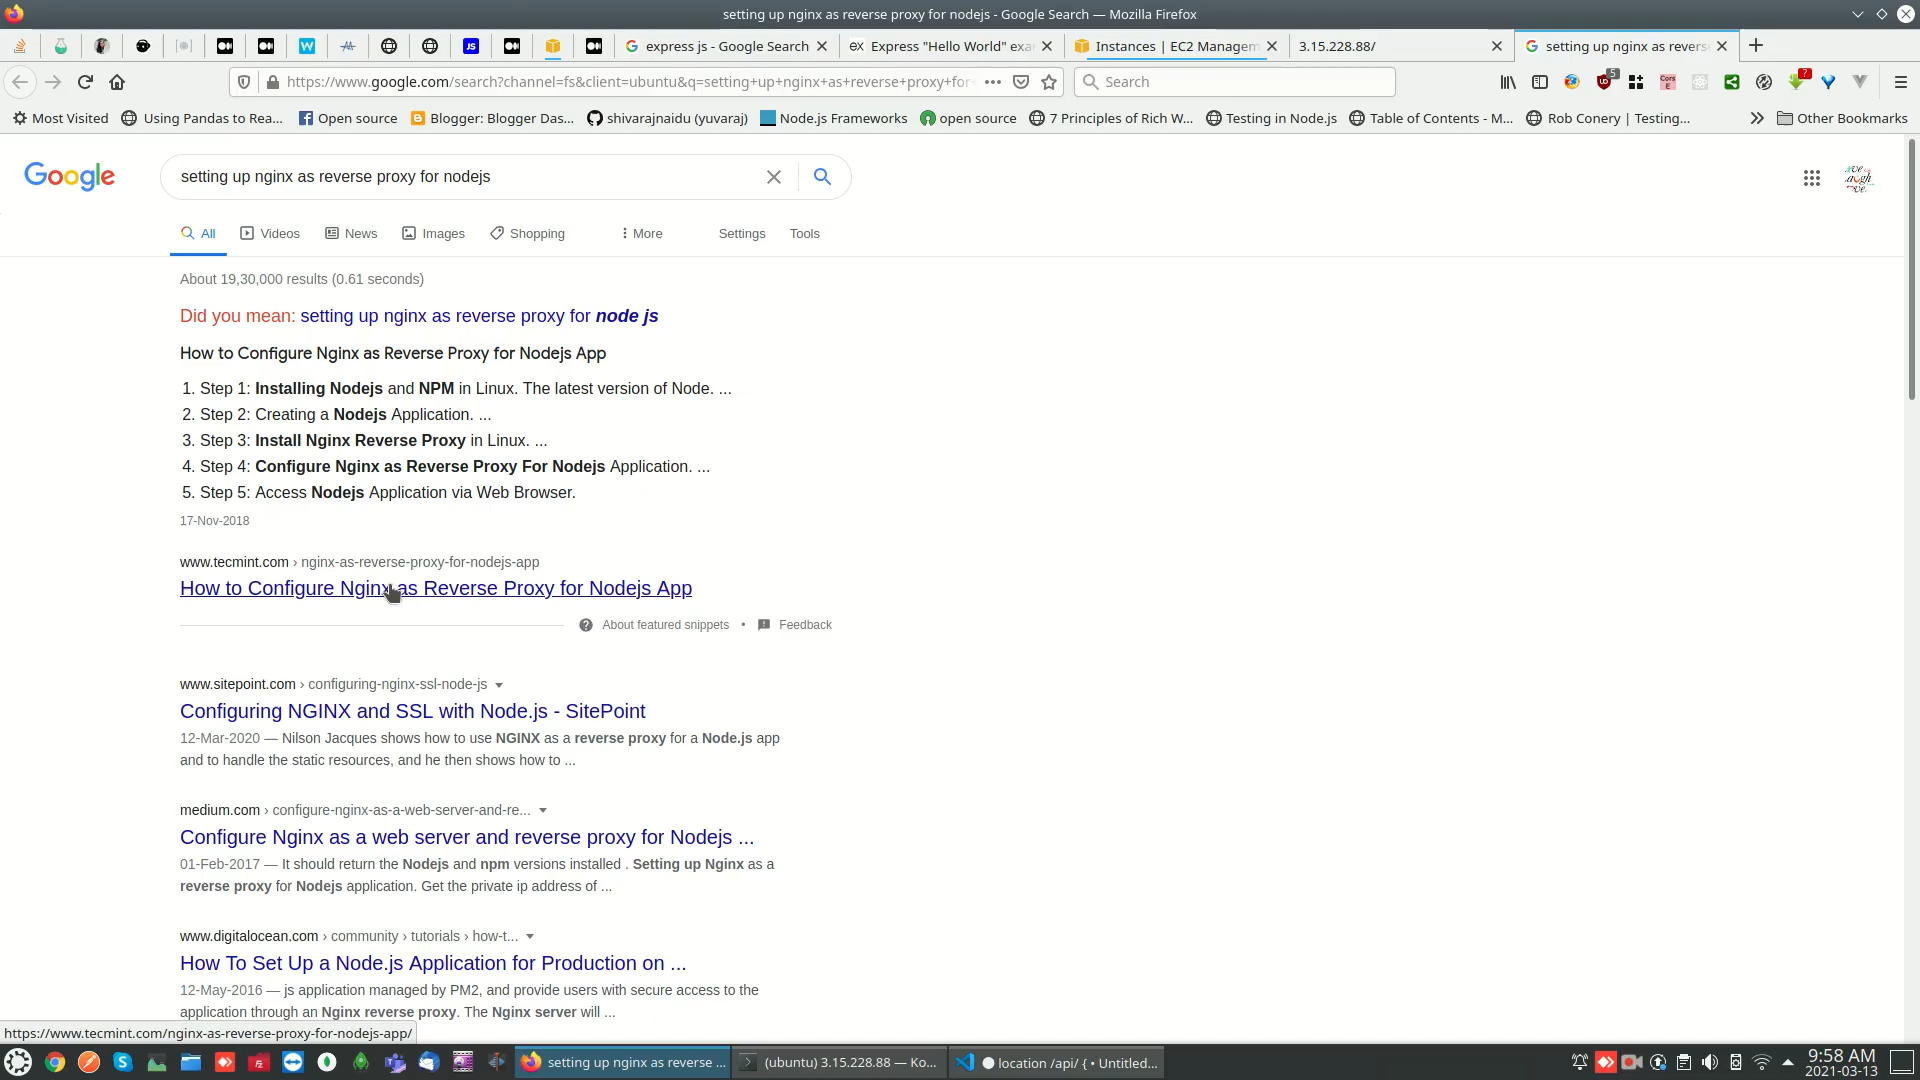 setting up nginx as reverse proxy for nodejs - Google Search — Mozilla Firefox
express js - Google Search
Express "Hello World" exa
Instances | EC2 Managem
3.15.228.88/
setting up nginx as revers
https://www.google.com/search?channel=fs&client=ubuntu&q=setting+up+nginx+as+reverse+proxy+for
Search
5
Most Visited
Using Pandas to Rea...
Open source
Blogger: Blogger Das...
shivarajnaidu (yuvaraj)
Node.js Frameworks
open source
7 Principles of Rich W...
Testing in Node.js
Table of Contents - M...
Rob Conery | Testing...
Other Bookmarks
Google
setting up nginx as reverse proxy for nodejs
All
Videos
News
Images
Shopping
More
Settings
Tools
About 19,30,000 results (0.61 seconds)
Did you mean: setting up nginx as reverse proxy for node js
How to Configure Nginx as Reverse Proxy for Nodejs App
1. Step 1: Installing Nodejs and NPM in Linux. The latest version of Node. ...
2. Step 2: Creating a Nodejs Application. ...
3. Step 3: Install Nginx Reverse Proxy in Linux. ...
4. Step 4: Configure Nginx as Reverse Proxy For Nodejs Application. ...
5. Step 5: Access Nodejs Application via Web Browser.
17-Nov-2018
www.tecmint.com › nginx-as-reverse-proxy-for-nodejs-app
How to Configure Nginx as Reverse Proxy for Nodejs App
About featured snippets • Feedback
www.sitepoint.com › configuring-nginx-ssl-node-js
Configuring NGINX and SSL with Node.js - SitePoint
12-Mar-2020 — Nilson Jacques shows how to use NGINX as a reverse proxy for a Node.js app
and to handle the static resources, and he then shows how to ...
medium.com › configure-nginx-as-a-web-server-and-re...
Configure Nginx as a web server and reverse proxy for Nodejs ...
01-Feb-2017 — It should return the Nodejs and npm versions installed . Setting up Nginx as a
reverse proxy for Nodejs application. Get the private ip address of ...
www.digitalocean.com › community › tutorials › how-t...
How To Set Up a Node.js Application for Production on ...
12-May-2016 — js application managed by PM2, and provide users with secure access to the
application through an Nginx reverse proxy. The Nginx server will ...
https://www.tecmint.com/nginx-as-reverse-proxy-for-nodejs-app/
setting up nginx as reverse ...
(ubuntu) 3.15.228.88 — Ko...
● location /api/ { • Untitled...
9:58 AM
2021-03-13